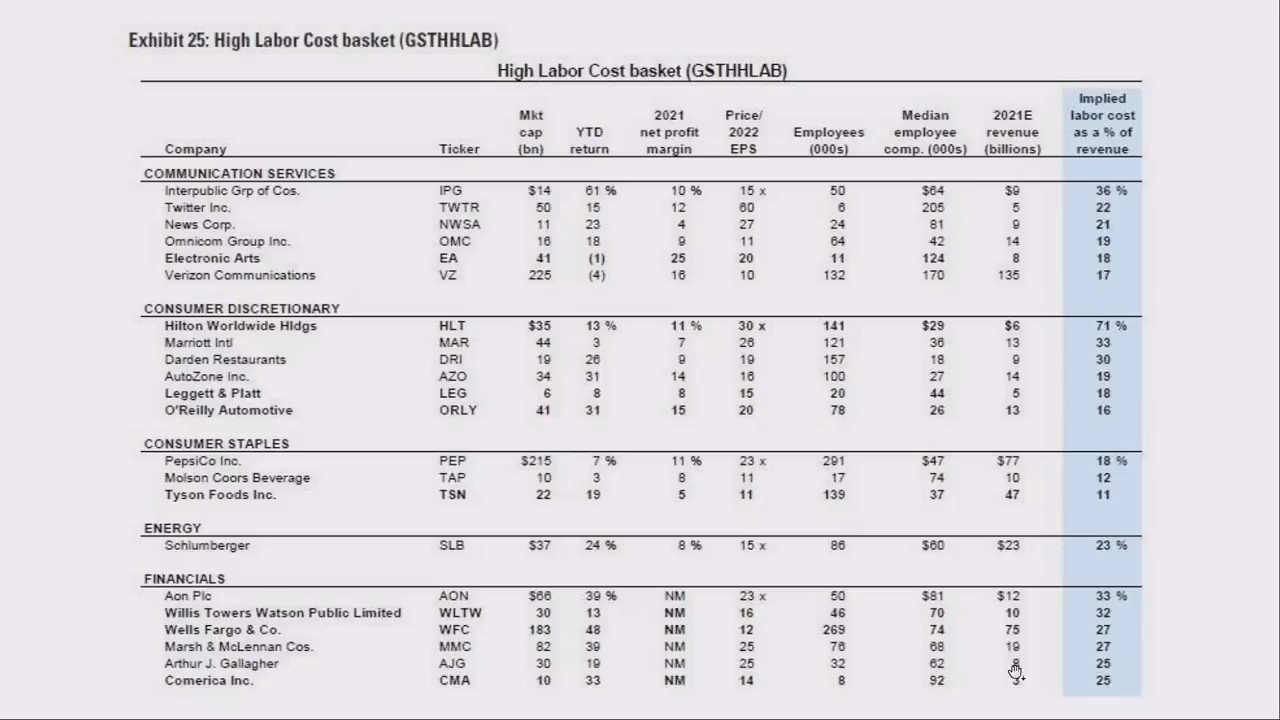 Exhibit 25: High Labor Cost basket (GSTHHLAB)
High Labor Cost basket (GSTHHLAB)
Company Ticker Mkt cap (bn) YTD return 2021 net profit margin Price/ 2022 EPS Employees (000s) Median employee comp. (000s) 2021E revenue (billions) Implied labor cost as a % of revenue
COMMUNICATION SERVICES
Interpublic Grp of Cos. IPG $14 61 % 10 % 15 x 50 $64 $9 36 %
Twitter Inc. TWTR 50 15 12 60 6 205 5 22
News Corp. NWSA 11 23 4 27 24 81 9 21
Omnicom Group Inc. OMC 16 18 9 11 64 42 14 19
Electronic Arts EA 41 (1) 25 20 11 124 8 18
Verizon Communications VZ 225 (4) 16 10 132 170 135 17
CONSUMER DISCRETIONARY
Hilton Worldwide Hldgs HLT $35 13 % 11 % 30 x 141 $29 $6 71 %
Marriott Intl MAR 44 3 7 26 121 36 13 33
Darden Restaurants DRI 19 26 9 19 157 18 9 30
AutoZone Inc. AZO 34 31 14 16 100 27 14 19
Leggett & Platt LEG 6 8 8 15 20 44 5 18
O'Reilly Automotive ORLY 41 31 15 20 78 26 13 16
CONSUMER STAPLES
PepsiCo Inc. PEP $215 7 % 11 % 23 x 291 $47 $77 18 %
Molson Coors Beverage TAP 10 3 8 11 17 74 10 12
Tyson Foods Inc. TSN 22 19 5 11 139 37 47 11
ENERGY
Schlumberger SLB $37 24 % 8 % 15 x 86 $60 $23 23 %
FINANCIALS
Aon Plc AON $66 39 % NM 23 x 50 $81 $12 33 %
Willis Towers Watson Public Limited WLTW 30 13 NM 16 46 70 10 32
Wells Fargo & Co. WFC 183 48 NM 12 269 74 75 27
Marsh & McLennan Cos. MMC 82 39 NM 25 76 68 19 27
Arthur J. Gallagher AJG 30 19 NM 25 32 62 25
Comerica Inc. CMA 10 33 NM 14 8 92 25